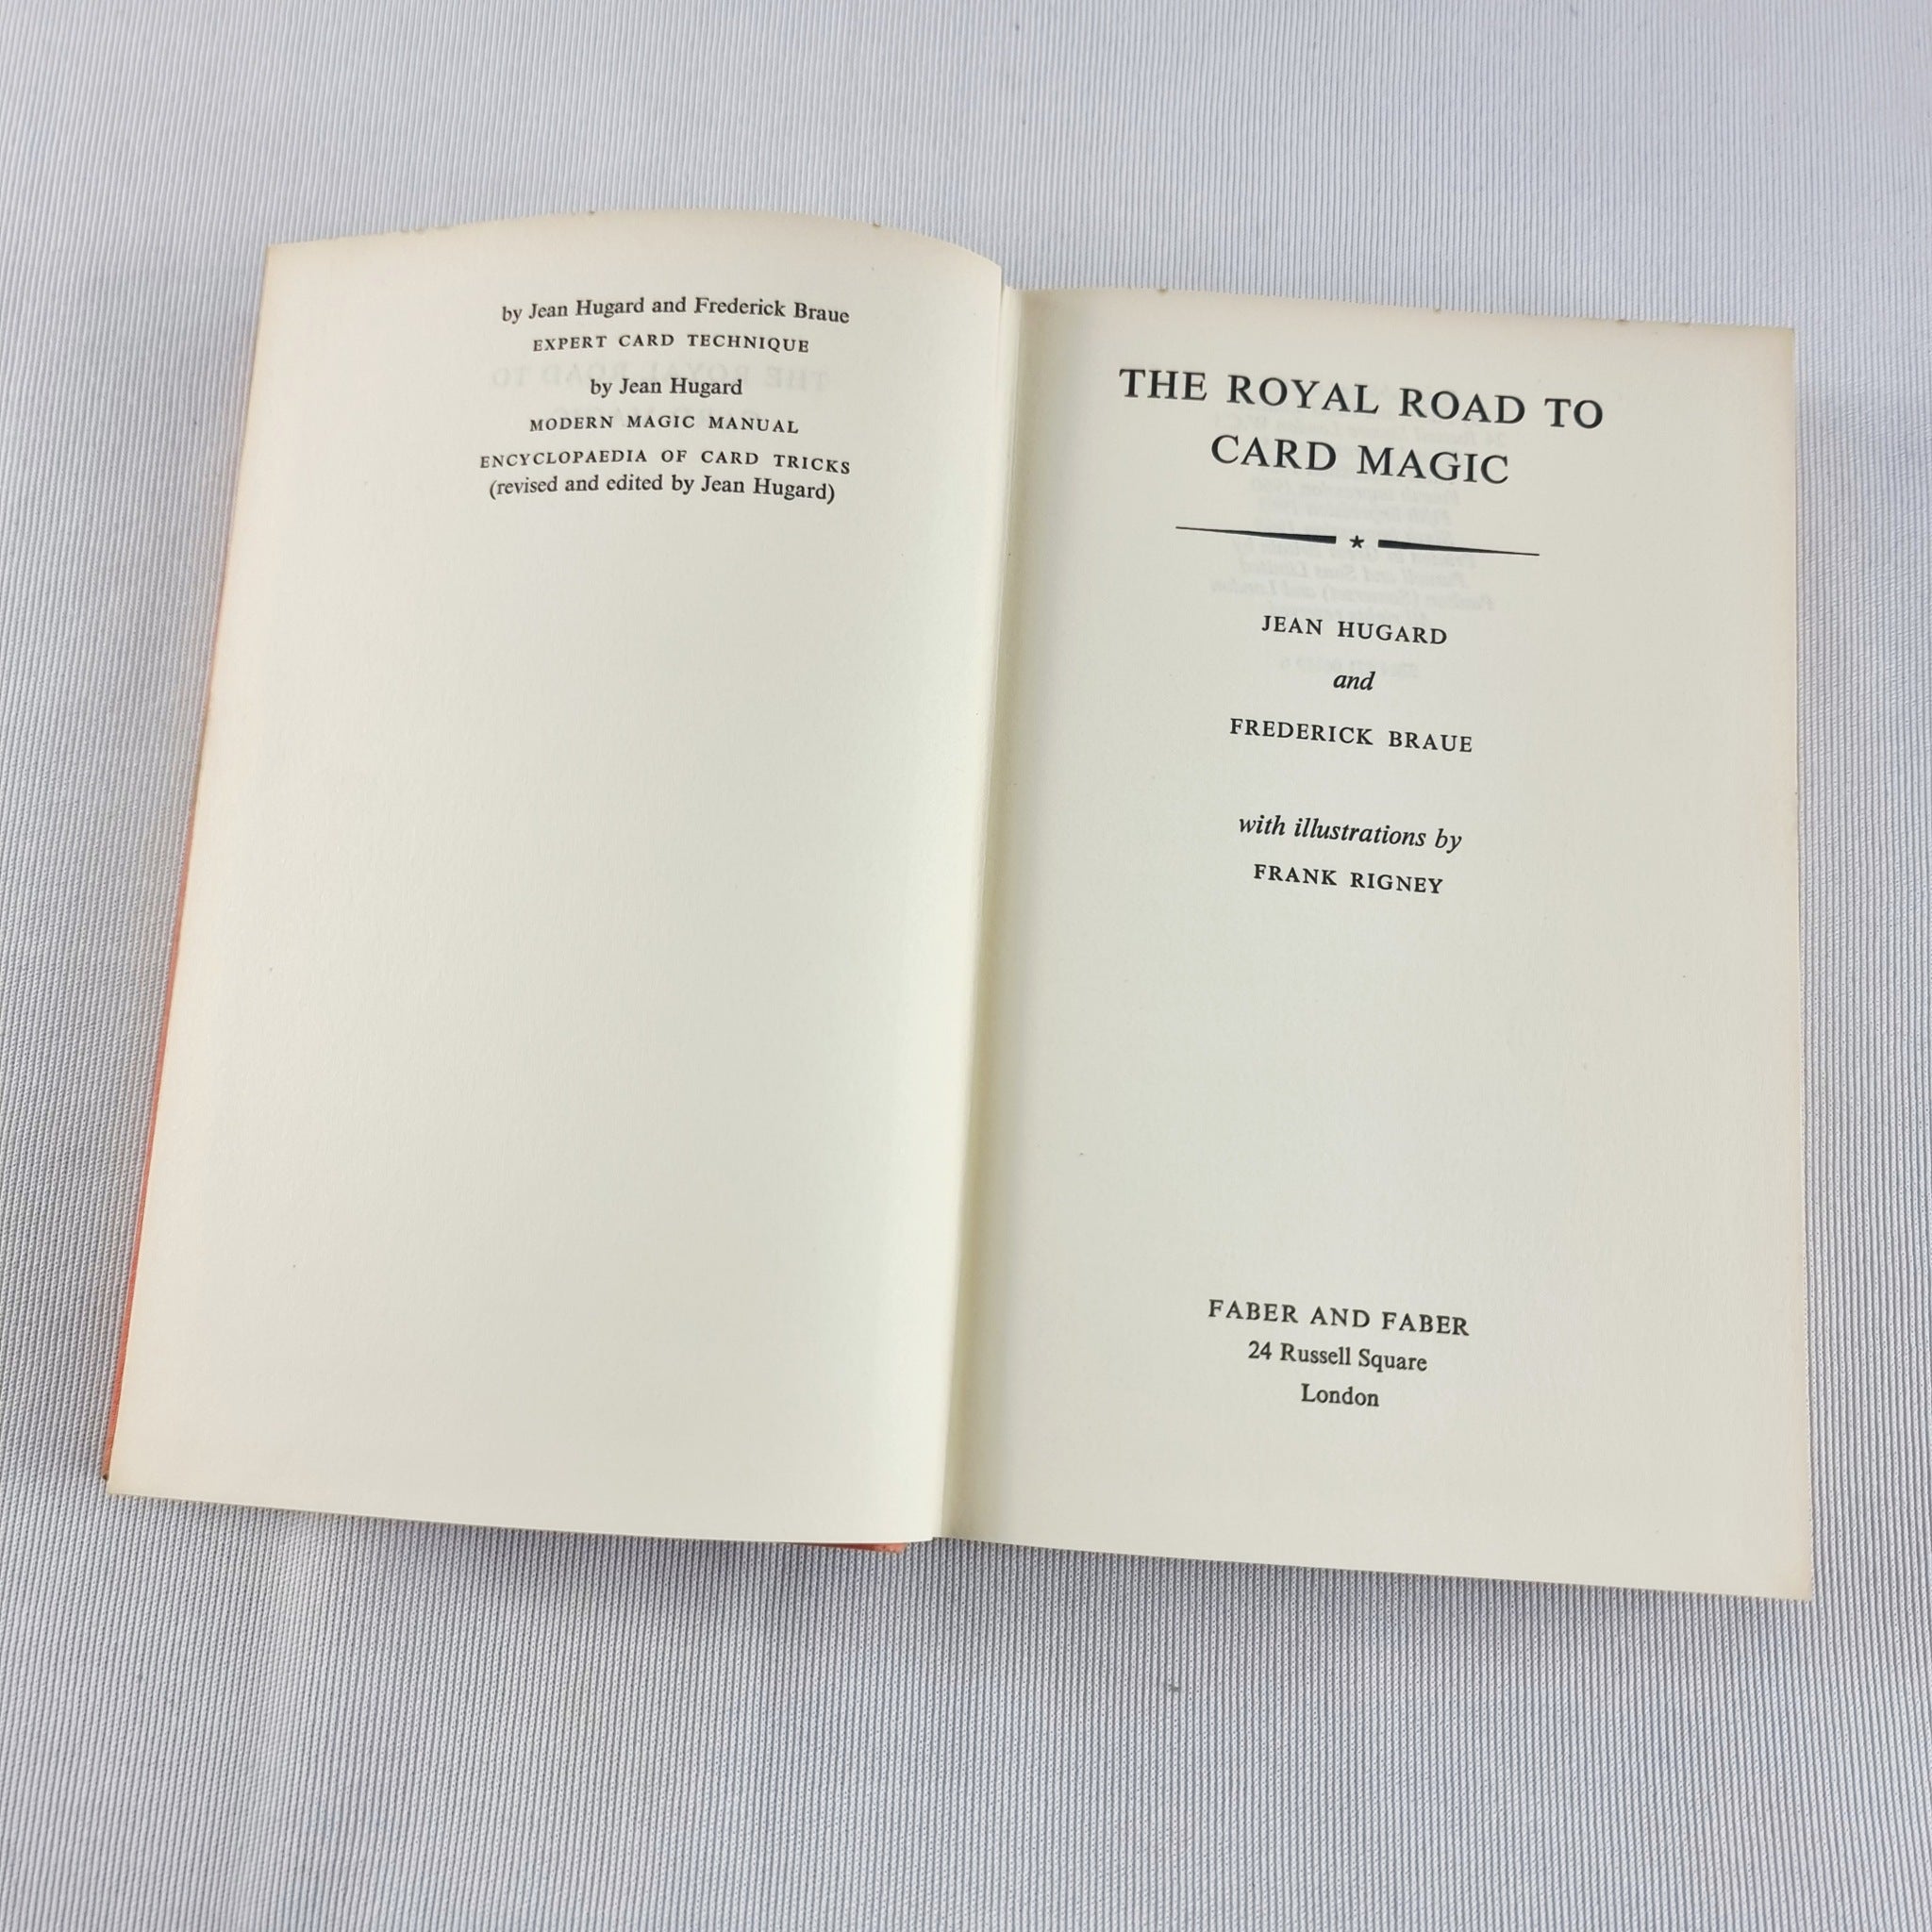 by Jean Hugard and Frederick Braue
EXPERT CARD TECHNIQUE
by Jean Hugard
MODERN MAGIC MANUAL
ENCYCLOPAEDIA OF CARD TRICKS
(revised and edited by Jean Hugard)
THE ROYAL ROAD TO
CARD MAGIC
JEAN HUGARD
and
FREDERICK BRAUE
with illustrations by
FRANK RIGNEY
FABER AND FABER
24 Russell Square
London